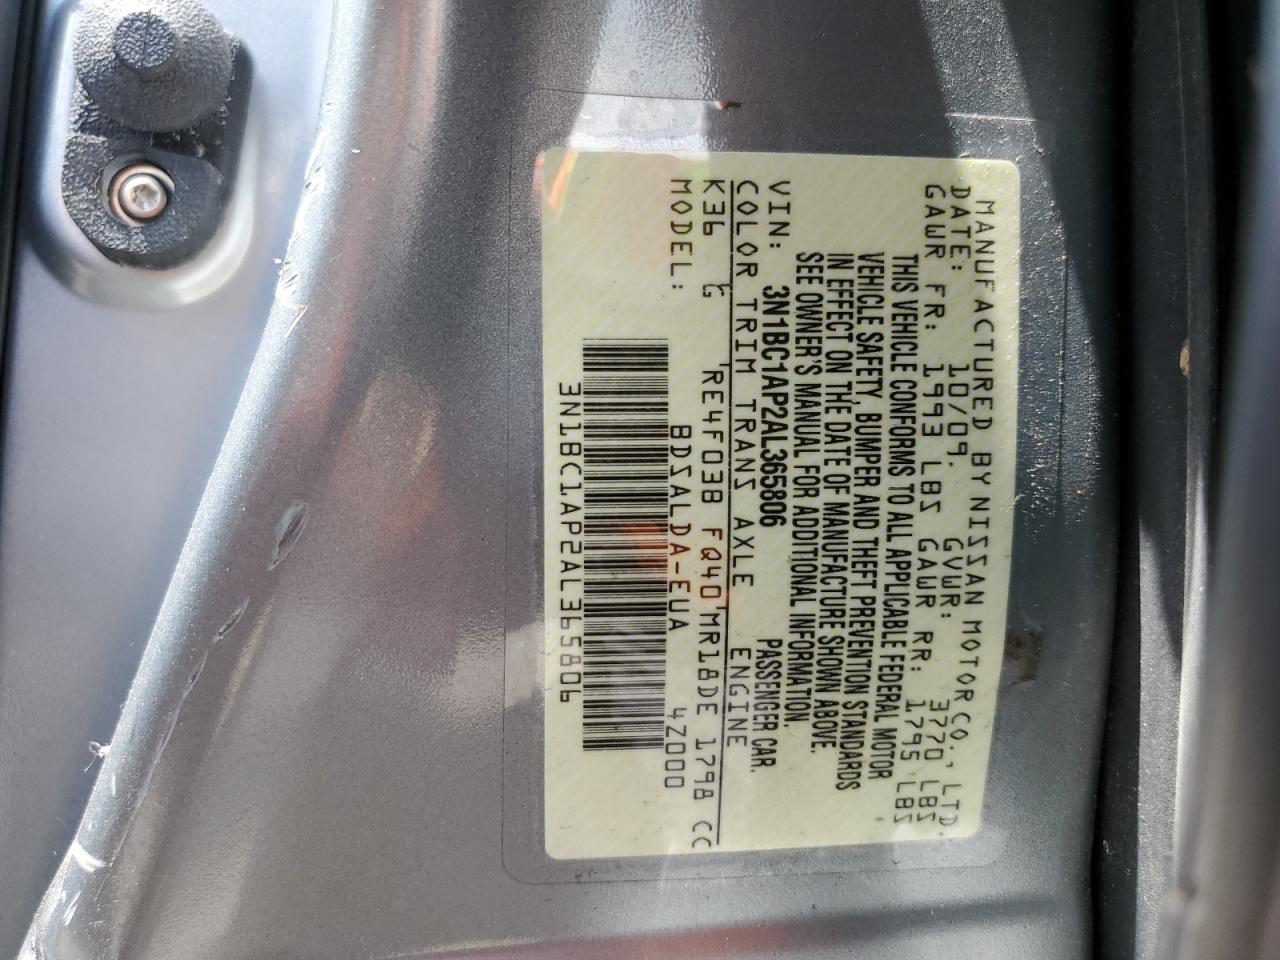 MANUFACTURED BY NISSAN MOTOR CO., LTD.
DATE: 10/09. GVWR: 3770 LBS
GAWR FR: 1993 LBS GAWR RR: 1795 LBS
THIS VEHICLE CONFORMS TO ALL APPLICABLE FEDERAL MOTOR
VEHICLE SAFETY, BUMPER AND THEFT PREVENTION STANDARDS
IN EFFECT ON THE DATE OF MANUFACTURE SHOWN ABOVE.
SEE OWNER'S MANUAL FOR ADDITIONAL INFORMATION.
VIN: 3N1BC1AP2AL365806 PASSENGER CAR.
COLOR TRIM TRANS AXLE ENGINE
K36 G RE4F03B FQ40 MR18DE 1798 CC
MODEL: BDSALDA-EUA 4Z000
3N1BC1AP2AL365806